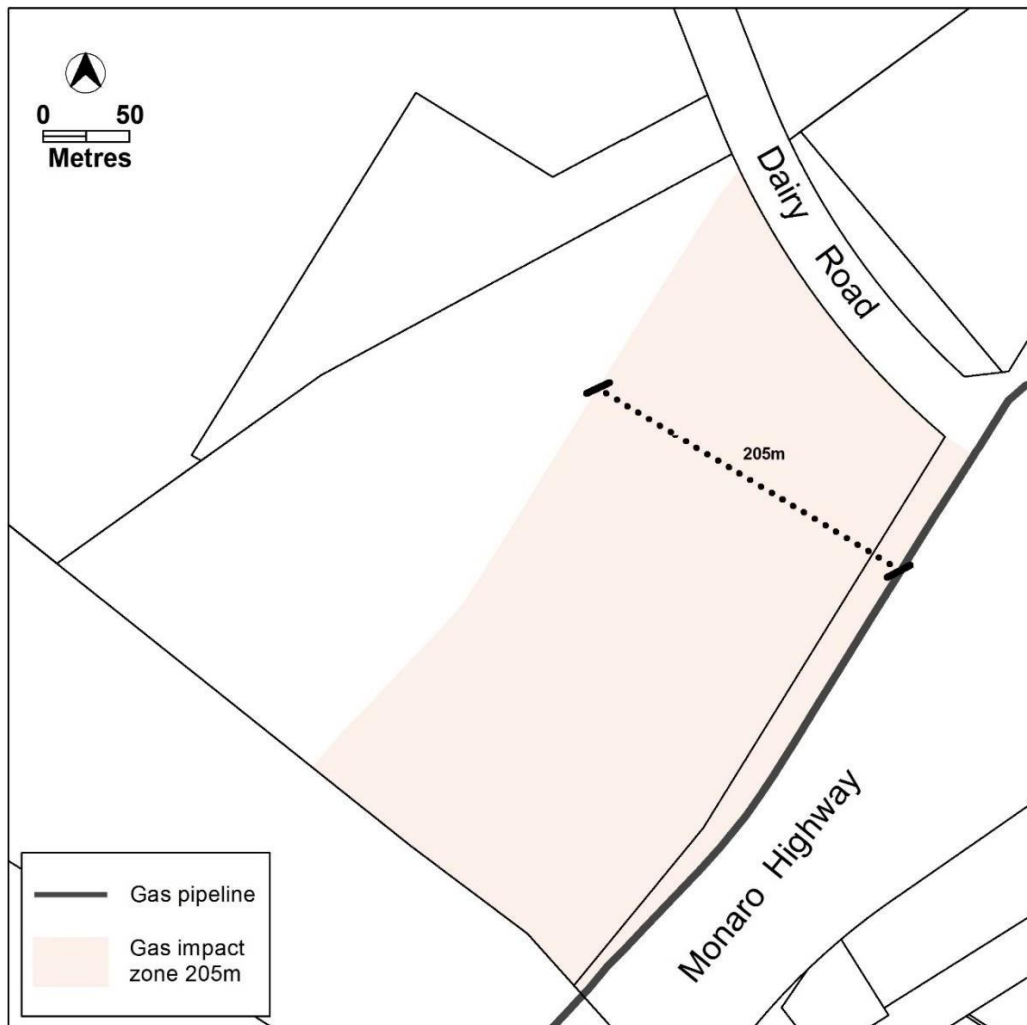 0 50
Metres
Dairy Road
205m
Monaro Highway
Gas pipeline
Gas impact
zone 205m